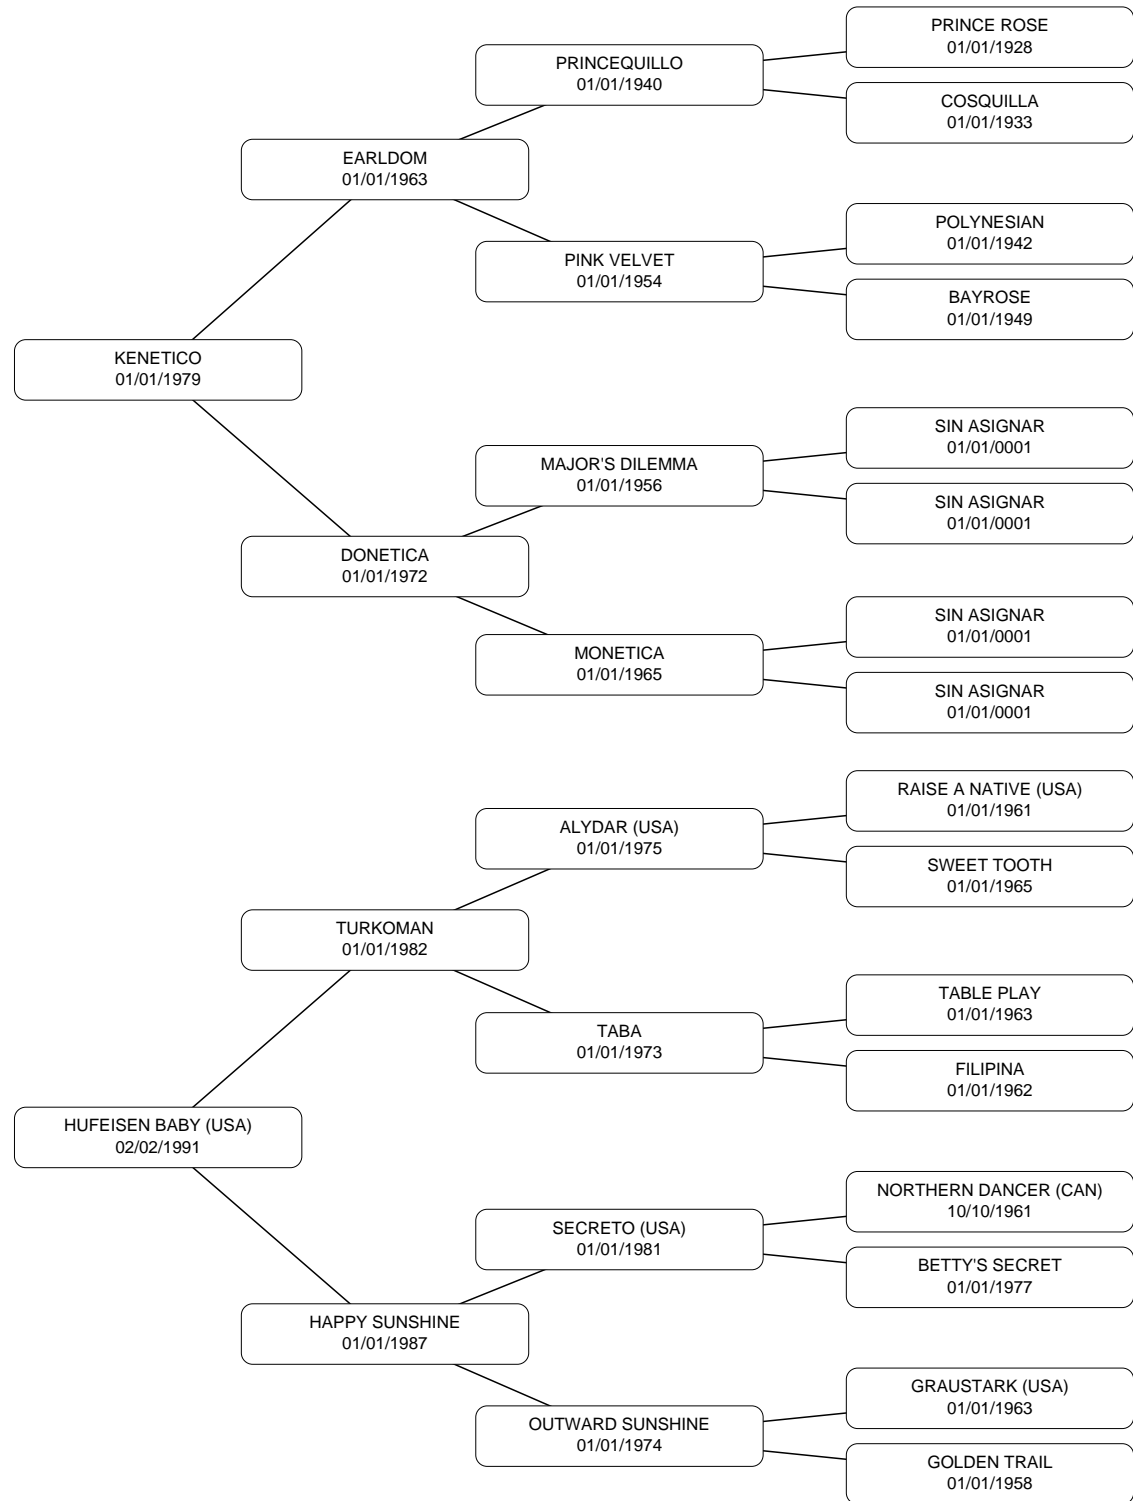 PRINCE ROSE
01/01/1928
PRINCEQUILLO
01/01/1940
COSQUILLA
01/01/1933
EARLDOM
01/01/1963
POLYNESIAN
01/01/1942
PINK VELVET
01/01/1954
BAYROSE
01/01/1949
KENETICO
01/01/1979
SIN ASIGNAR
01/01/0001
MAJOR'S DILEMMA
01/01/1956
SIN ASIGNAR
01/01/0001
DONETICA
01/01/1972
SIN ASIGNAR
01/01/0001
MONETICA
01/01/1965
SIN ASIGNAR
01/01/0001
RAISE A NATIVE (USA)
01/01/1961
ALYDAR (USA)
01/01/1975
SWEET TOOTH
01/01/1965
TURKOMAN
01/01/1982
TABLE PLAY
01/01/1963
TABA
01/01/1973
FILIPINA
01/01/1962
HUFEISEN BABY (USA)
02/02/1991
NORTHERN DANCER (CAN)
10/10/1961
SECRETO (USA)
01/01/1981
BETTY'S SECRET
01/01/1977
HAPPY SUNSHINE
01/01/1987
GRAUSTARK (USA)
01/01/1963
OUTWARD SUNSHINE
01/01/1974
GOLDEN TRAIL
01/01/1958